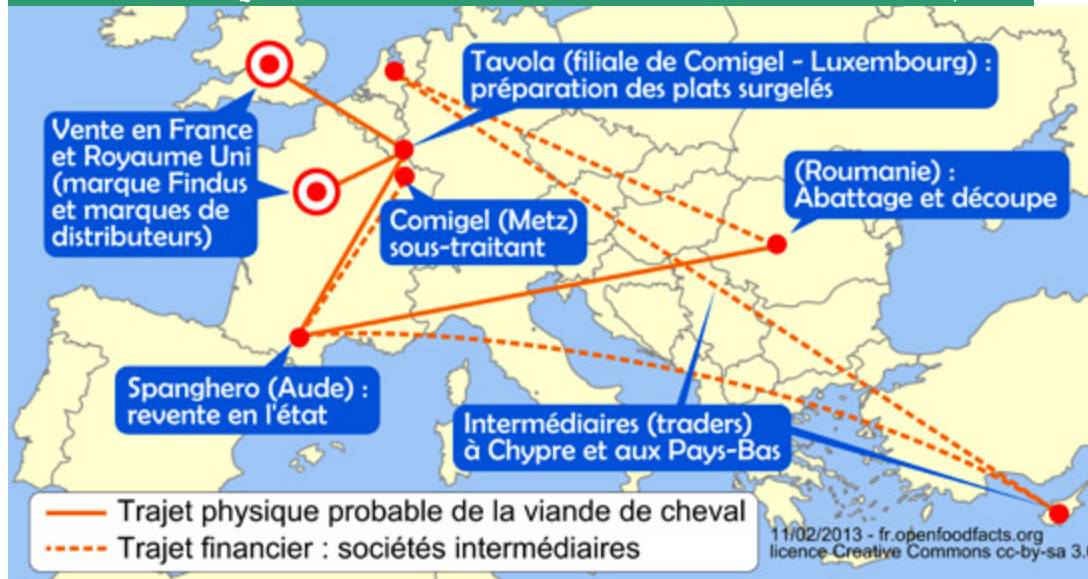 Tavola (filiale de Comigel - Luxembourg) :
préparation des plats surgelés
Vente en France
et Royaume Uni
(marque Findus
et marques de
distributeurs)
(Roumanie) :
Abattage et découpe
Comigel (Metz)
sous-traitant
Spanghero (Aude) :
revente en l'état
Intermédiaires (traders)
à Chypre et aux Pays-Bas
Trajet physique probable de la viande de cheval
Trajet financier : sociétés intermédiaires
11/02/2013 - fr.openfoodfacts.org
licence Creative Commons cc-by-sa 3.0